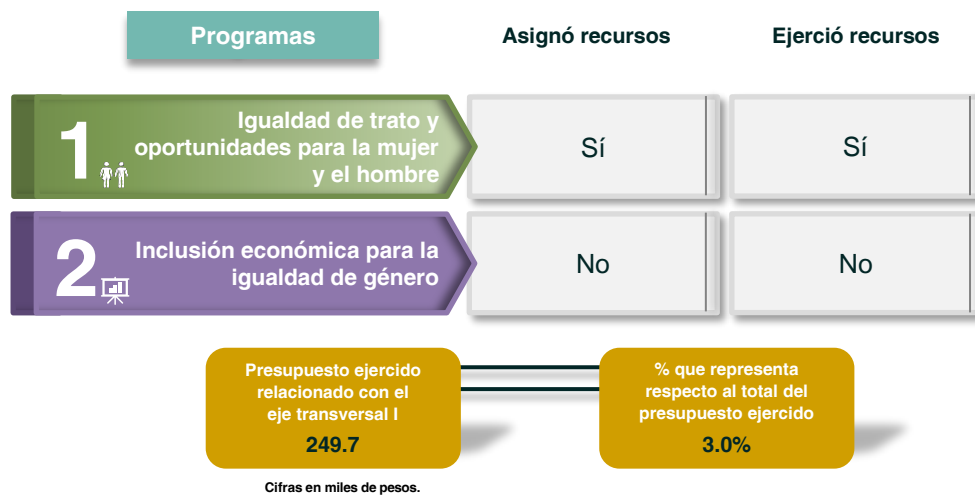 Programas
Asignó recursos
Ejerció recursos
1
Igualdad de trato y
oportunidades para la mujer
y el hombre
Sí
Sí
2
Inclusión económica para la
igualdad de género
No
No
Presupuesto ejercido
relacionado con el
eje transversal I
249.7
% que representa
respecto al total del
presupuesto ejercido
3.0%
Cifras en miles de pesos.